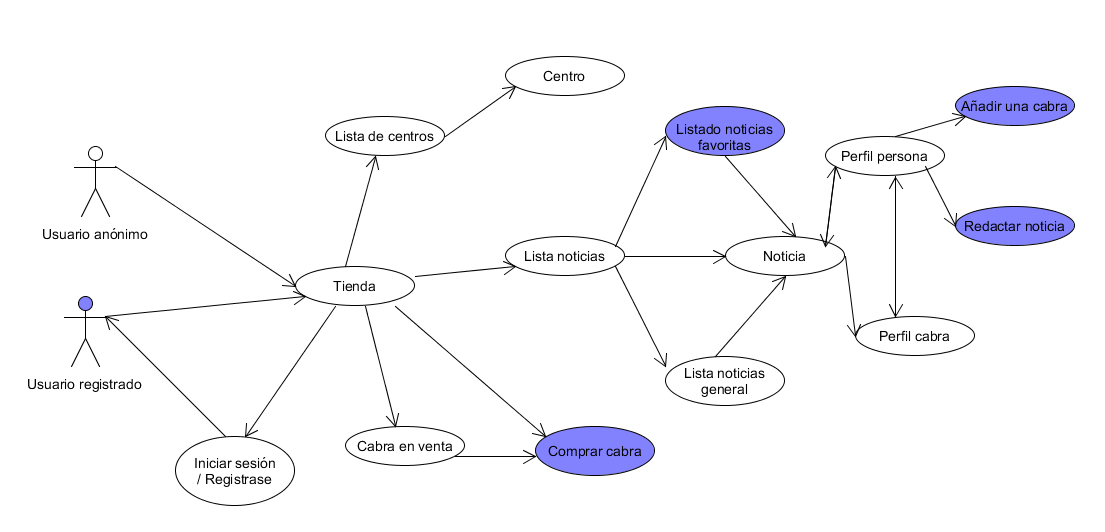 Centro
Lista de centros
Listado noticias
favoritas
Añadir una cabra
Perfil persona
Usuario anónimo
Redactar noticia
Lista noticias
Noticia
Tienda
Perfil cabra
Usuario registrado
Lista noticias
general
Cabra en venta
Comprar cabra
Iniciar sesión
/ Registrase